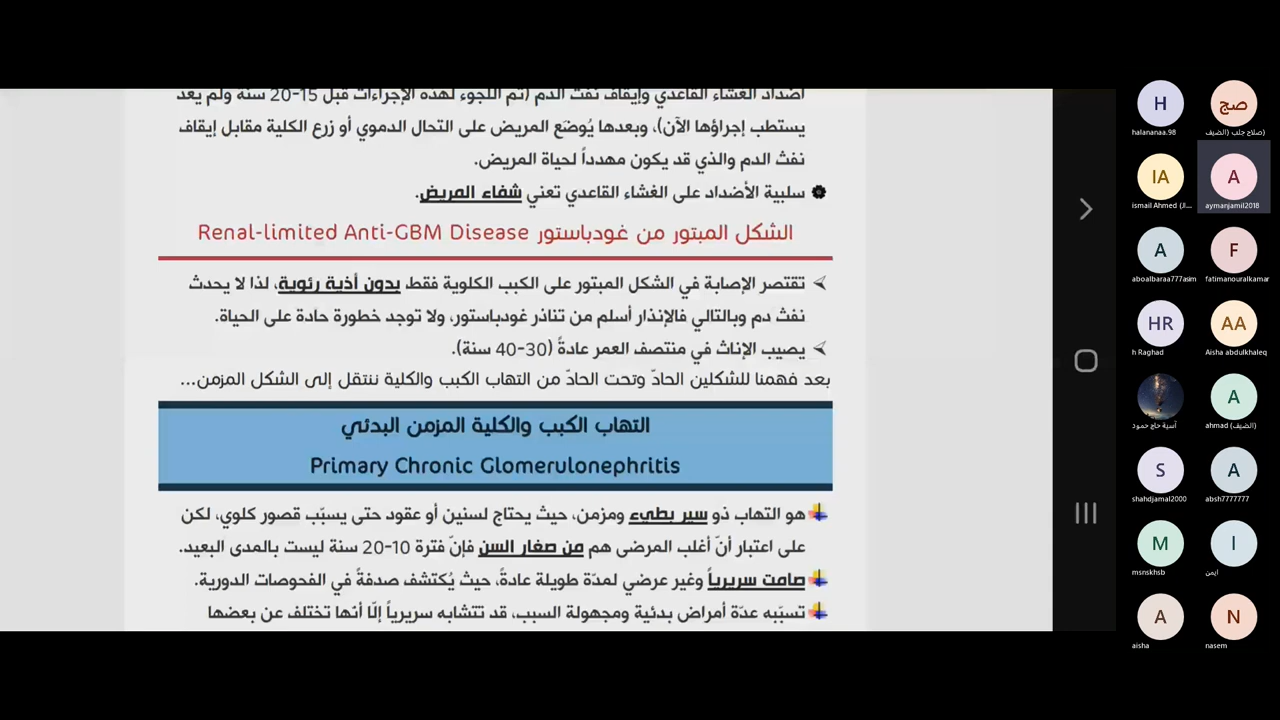 أضداد الغشاء القاعدي وإيقاف نفث الدم (تم اللجوء لهذه الإجراءات قبل 15-20 سنة ولم يعد
يستطب إجراؤها الآن)، وبعدها يُوضَع المريض على التحال الدموي أو زرع الكلية مقابل إيقاف
نفث الدم والذي قد يكون مهدداً لحياة المريض.
سلبية الأضداد على الغشاء القاعدي تعني شفاء المريض.
الشكل المبتور من غودباستور Renal-limited Anti-GBM Disease
تقتصر الإصابة في الشكل المبتور على الكبب الكلوية فقط بدون أذية رئوية، لذا لا يحدث
نفث دم وبالتالي فالإنذار أسلم من تناذر غودباستور، ولا توجد خطورة حادة على الحياة.
يصيب الإناث في منتصف العمر عادةً (30-40 سنة).
بعد فهمنا للشكلين الحادّ وتحت الحادّ من التهاب الكبب والكلية ننتقل إلى الشكل المزمن...
التهاب الكبب والكلية المزمن البدئي
Primary Chronic Glomerulonephritis
هو التهاب ذو سير بطيء ومزمن، حيث يحتاج لسنين أو عقود حتى يسبّب قصور كلوي، لكن
على اعتبار أنّ أغلب المرضى هم من صغار السن فإنّ فترة 10-20 سنة ليست بالمدى البعيد.
صامت سريرياً وغير عرضي لمدّة طويلة عادةً، حيث يُكتشف صدفةً في الفحوصات الدورية.
تسبّبه عدّة أمراض بدئية ومجهولة السبب، قد تتشابه سريرياً إلّا أنها تختلف عن بعضها
H
صج
halananaa.98
صلاح جلب (الضيف)
IA
A
ismail Ahmed (ال...
aymanjamil2018
A
F
aboalbaraa777asim
fatimanouralkamar
HR
AA
h Raghad
Aisha abdulkhaleq
A
آسية حاج حمود
ahmad (الضيف)
S
A
shahdjamal2000
absh7777777
M
I
msnskhsb
ايمن
A
N
aisha
nasem